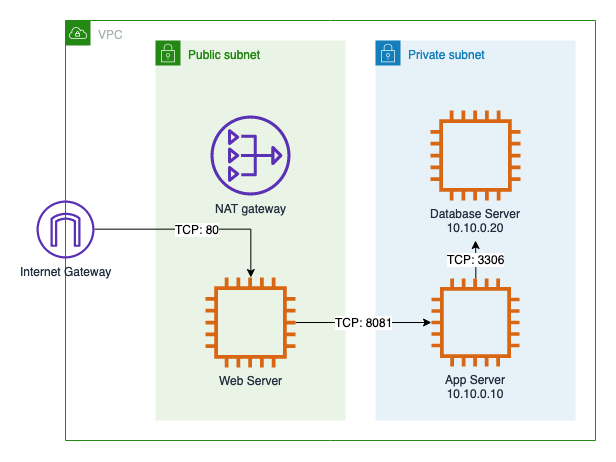 VPC
Public subnet
Private subnet
NAT gateway
Database Server
10.10.0.20
TCP: 80
TCP: 3306
Internet Gateway
TCP: 8081
Web Server
App Server
10.10.0.10